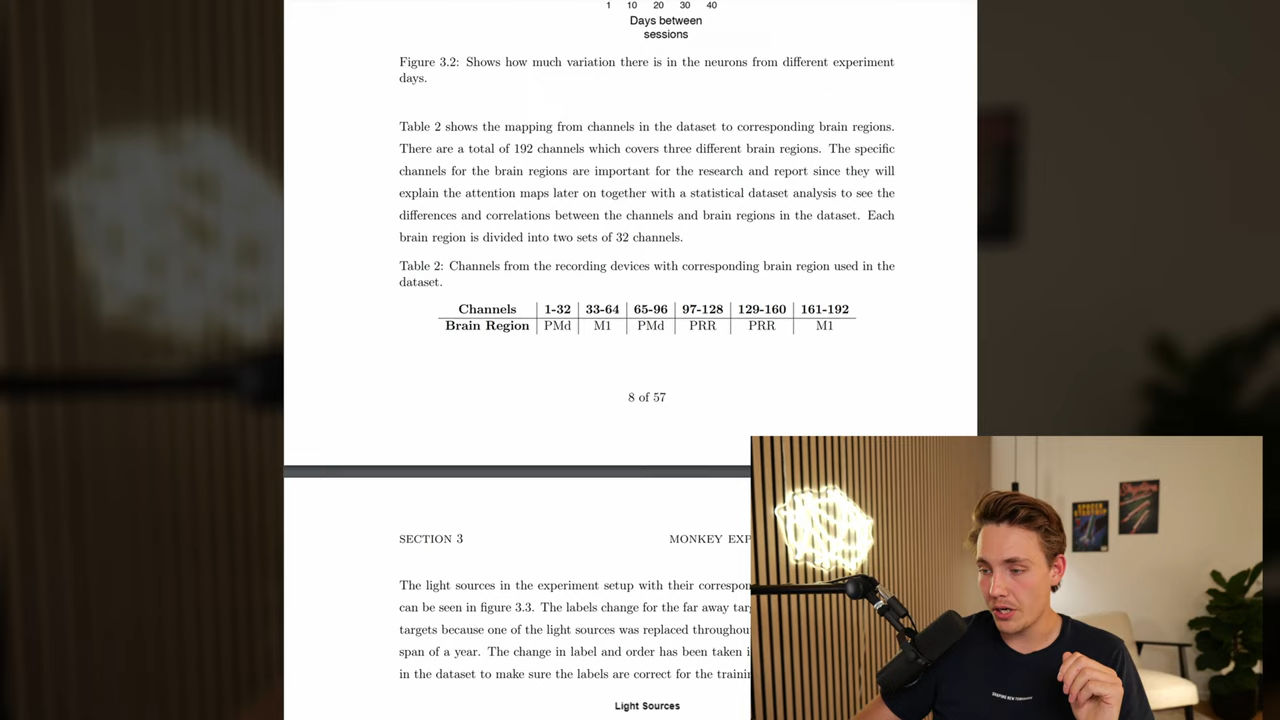 1 10 20 30 40
Days between
sessions
Figure 3.2: Shows how much variation there is in the neurons from different experiment
days.
Table 2 shows the mapping from channels in the dataset to corresponding brain regions.
There are a total of 192 channels which covers three different brain regions. The specific
channels for the brain regions are important for the research and report since they will
explain the attention maps later on together with a statistical dataset analysis to see the
differences and correlations between the channels and brain regions in the dataset. Each
brain region is divided into two sets of 32 channels.
Table 2: Channels from the recording devices with corresponding brain region used in the
dataset.
Channels 1-32 33-64 65-96 97-128 129-160 161-192
Brain Region PMd M1 PMd PRR PRR M1
8 of 57
SECTION 3 MONKEY EXP
The light sources in the experiment setup with their correspon
can be seen in figure 3.3. The labels change for the far away targ
targets because one of the light sources was replaced throughou
span of a year. The change in label and order has been taken i
in the dataset to make sure the labels are correct for the traini
Light Sources